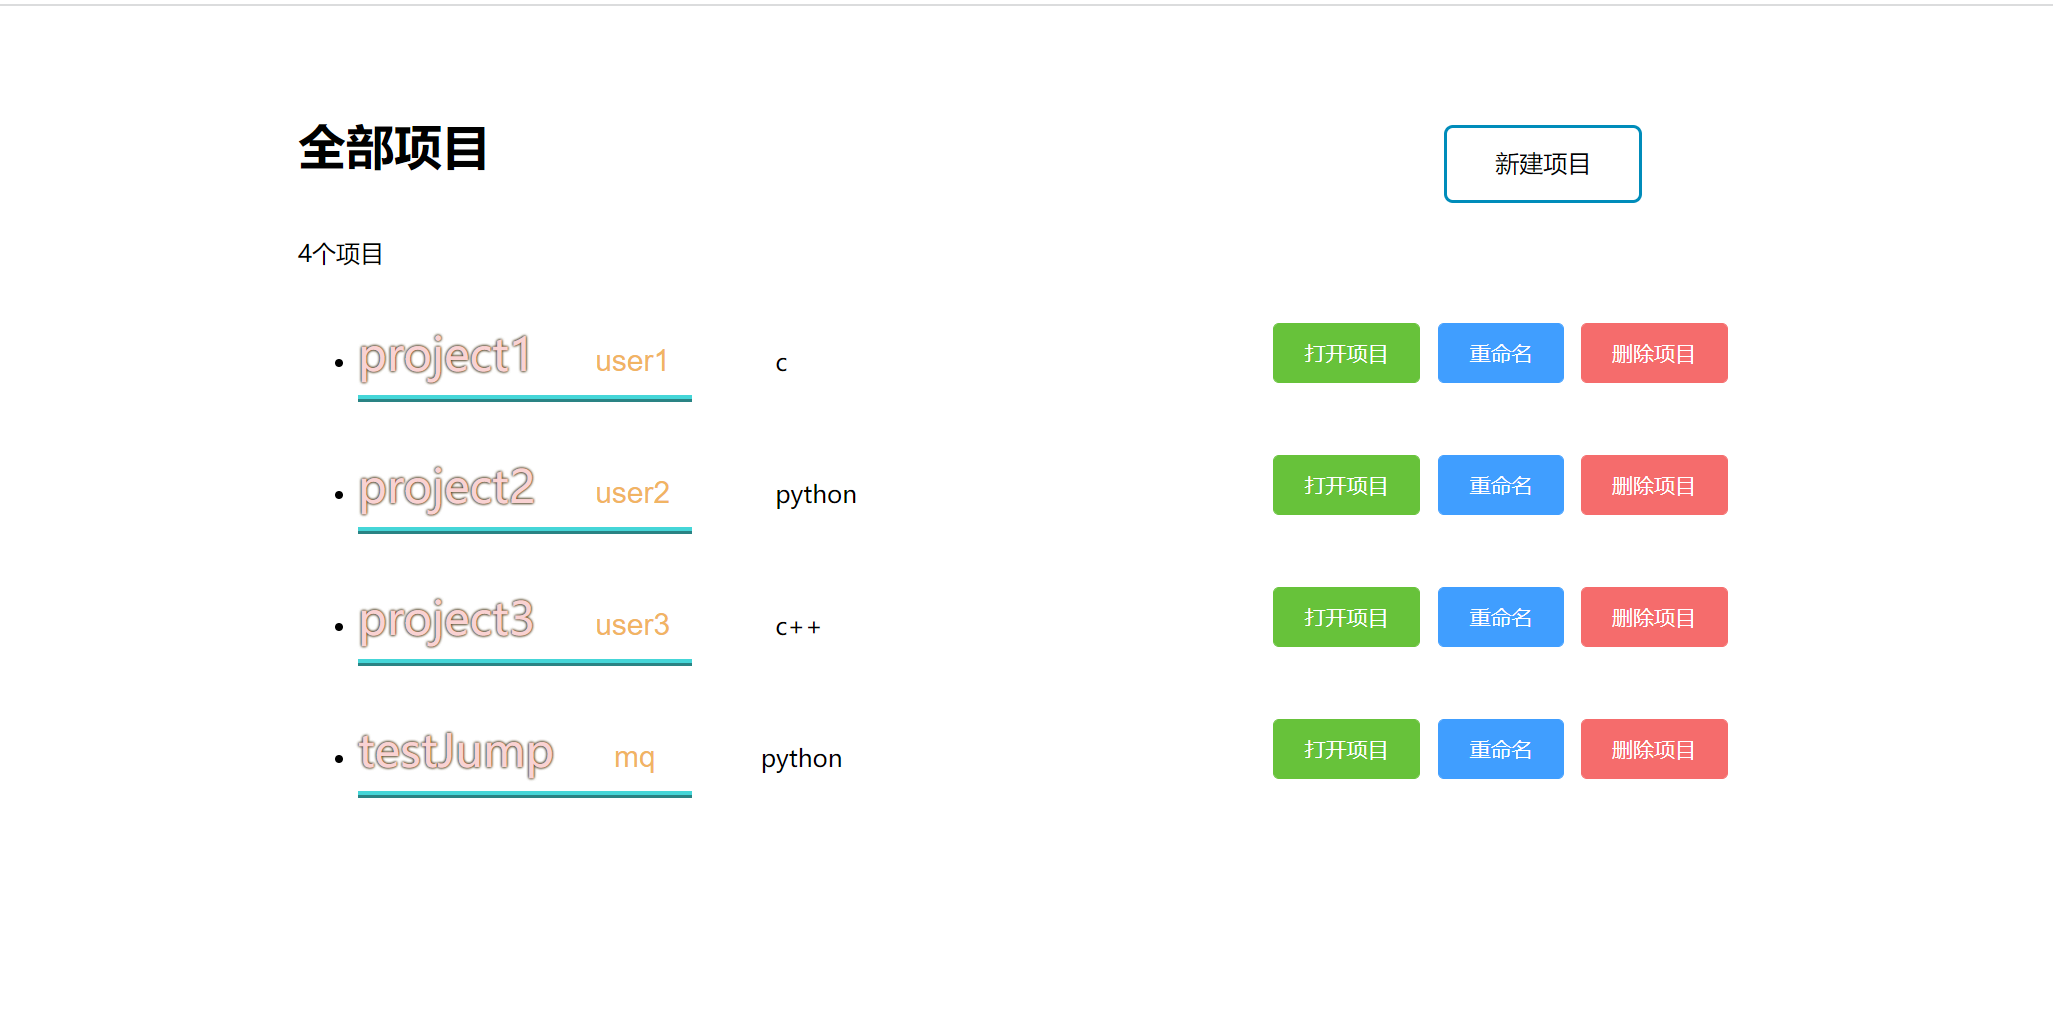 全部项目
新建项目
4个项目
project1 user1 c 打开项目 重命名 删除项目
project2 user2 python 打开项目 重命名 删除项目
project3 user3 c++ 打开项目 重命名 删除项目
testJump mq python 打开项目 重命名 删除项目